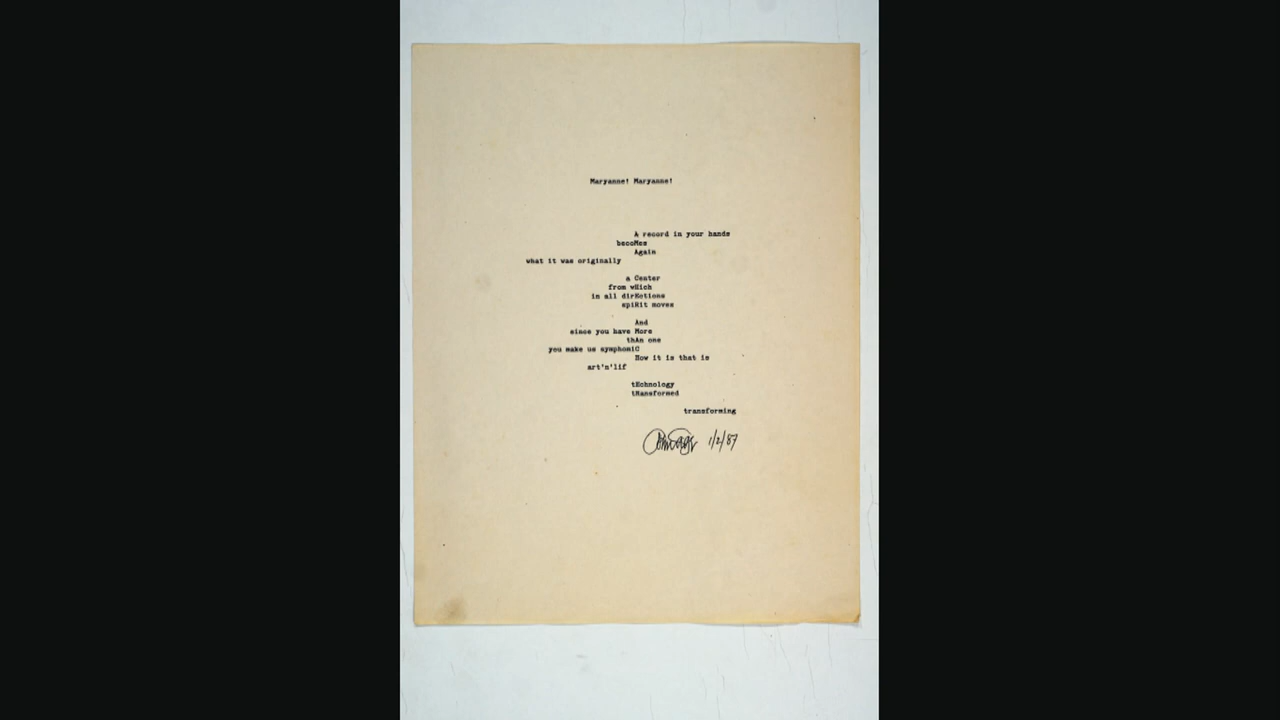 Maryanne! Maryanne!
A record in your hands
becoMes
Again
what it was originally
a Center
from wHich
in all dirEctions
spiRit moves
And
since you have More
thAn one
you make us symphoniC
How it is that is
art'n'lif
tEchnology
tRansformed
transforming
1/2/87